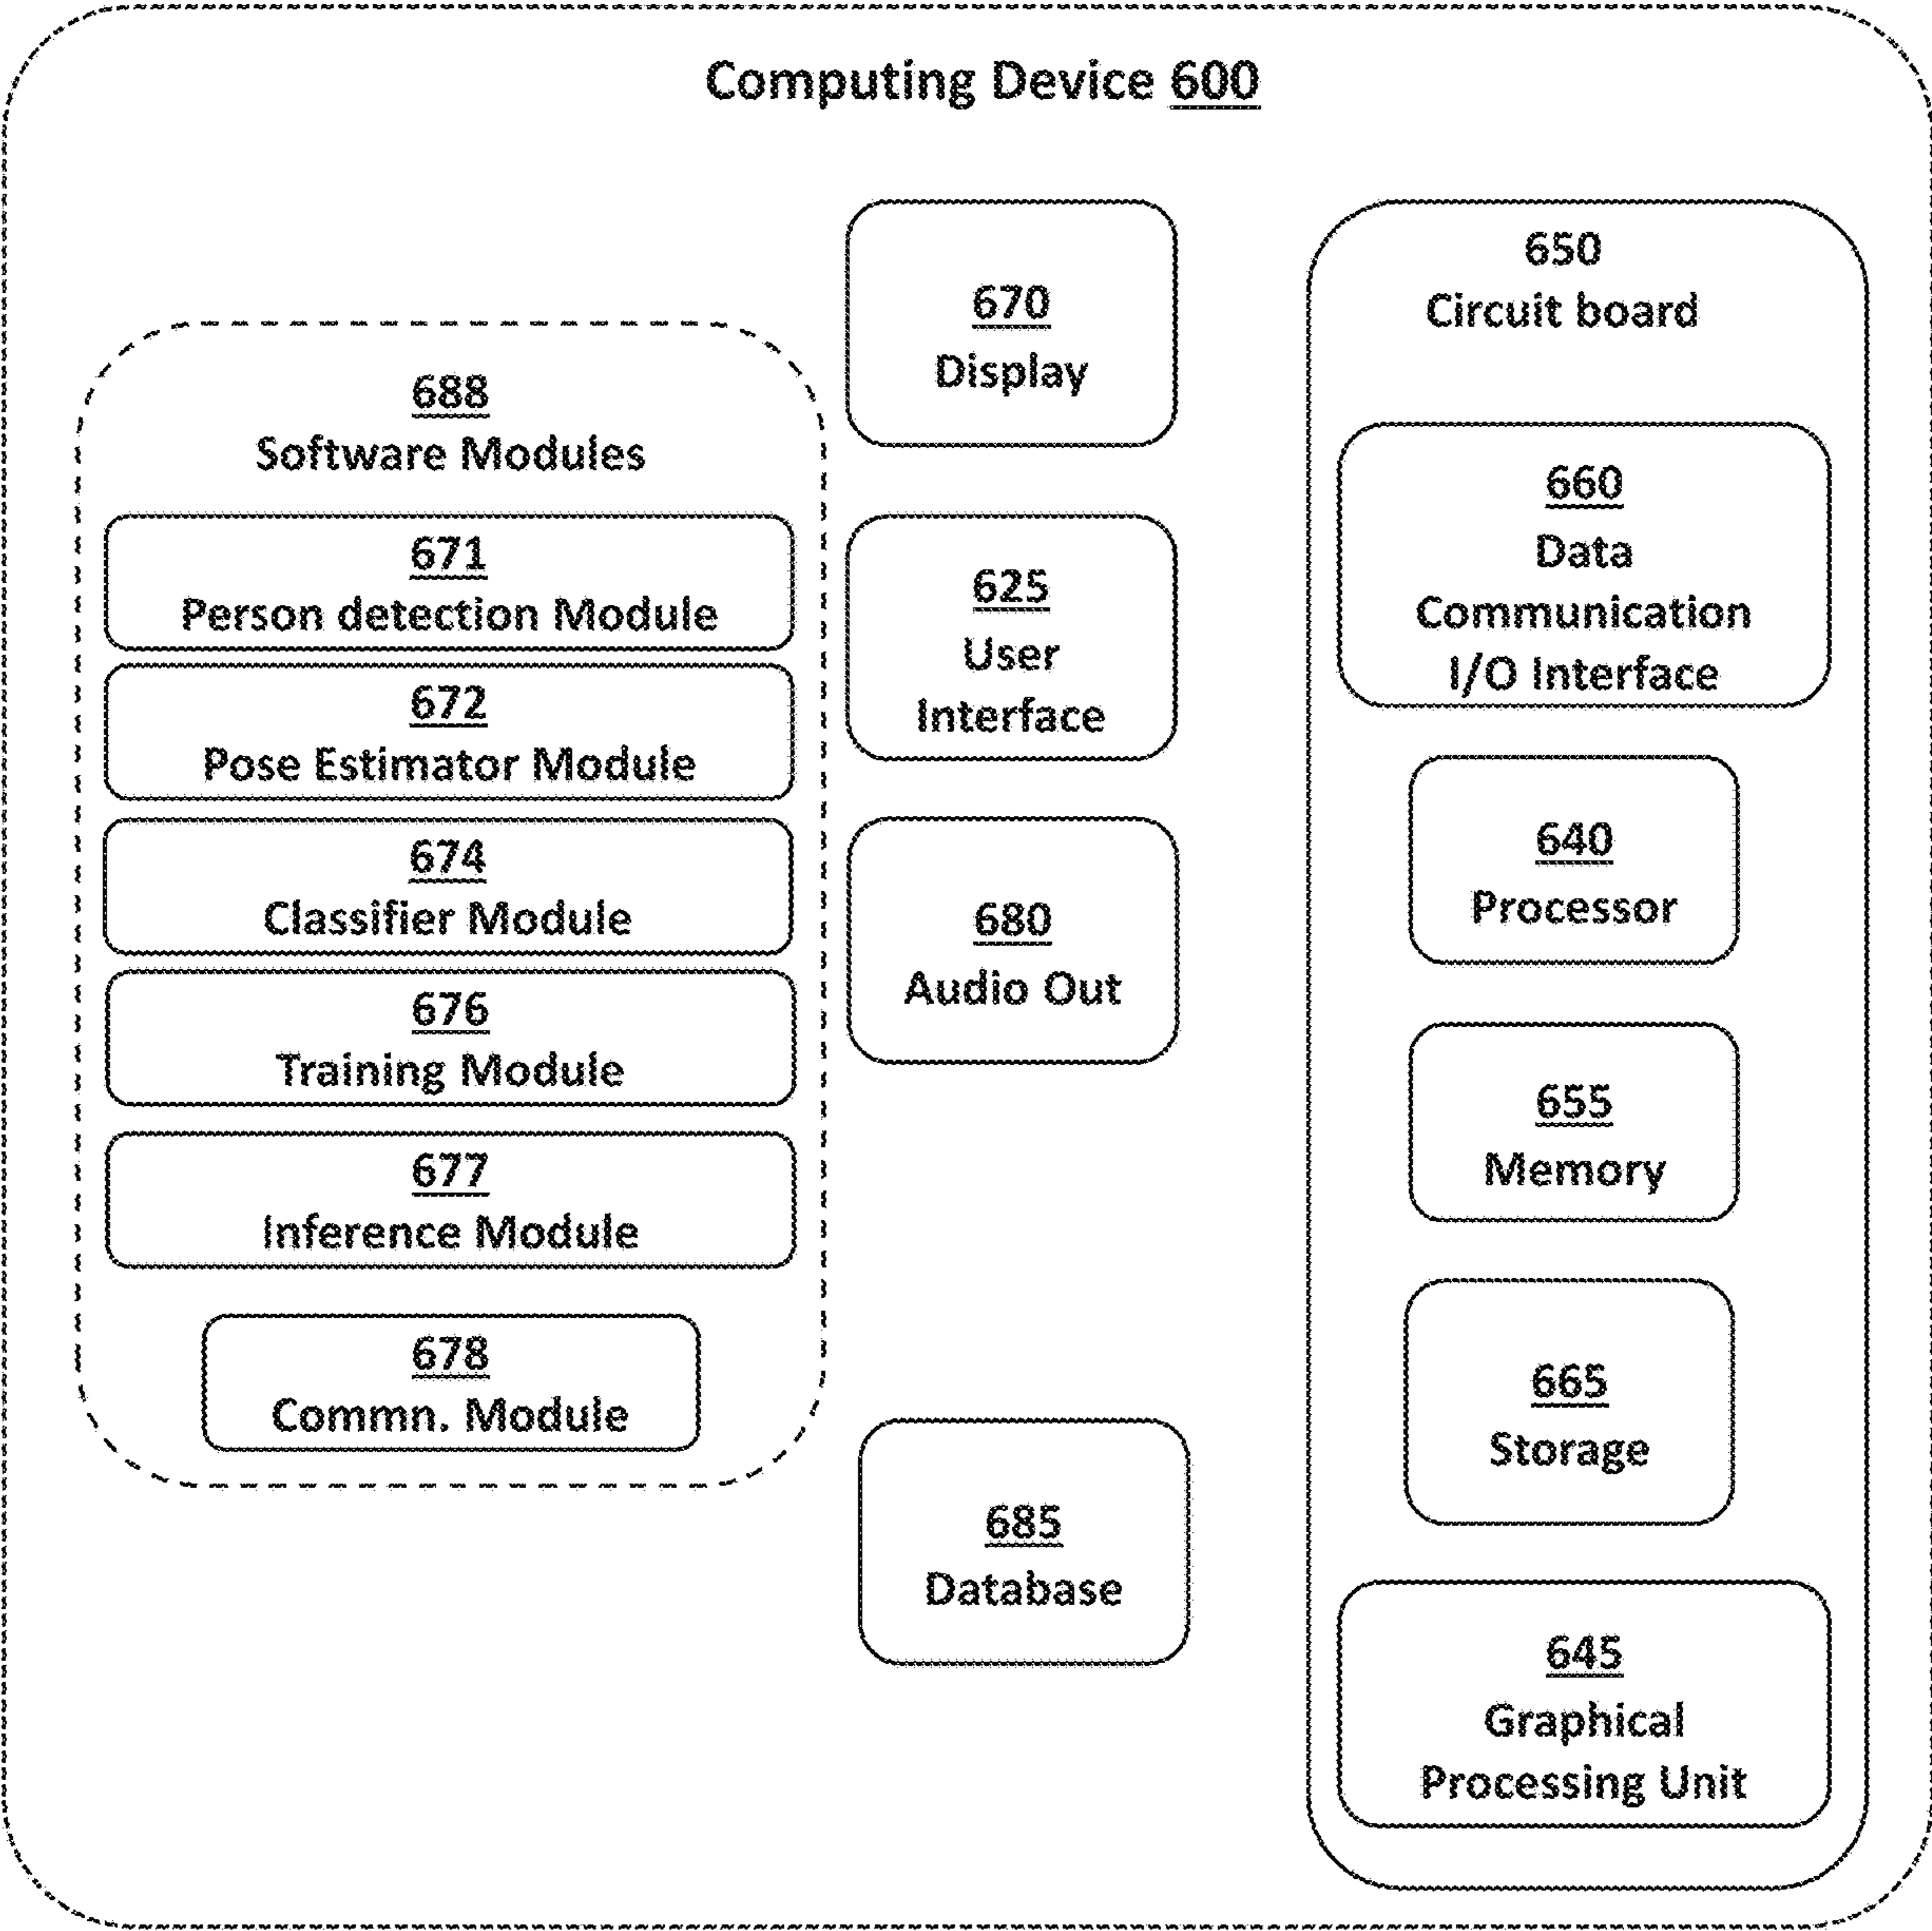 Computing Device 600
688
Software Modules
671
Person detection Module
672
Pose Estimator Module
674
Classifier Module
676
Training Module
677
Inference Module
678
Commn. Module
670
Display
625
User
Interface
680
Audio Out
685
Database
650
Circuit board
660
Data
Communication
I/O Interface
640
Processor
655
Memory
665
Storage
645
Graphical
Processing Unit